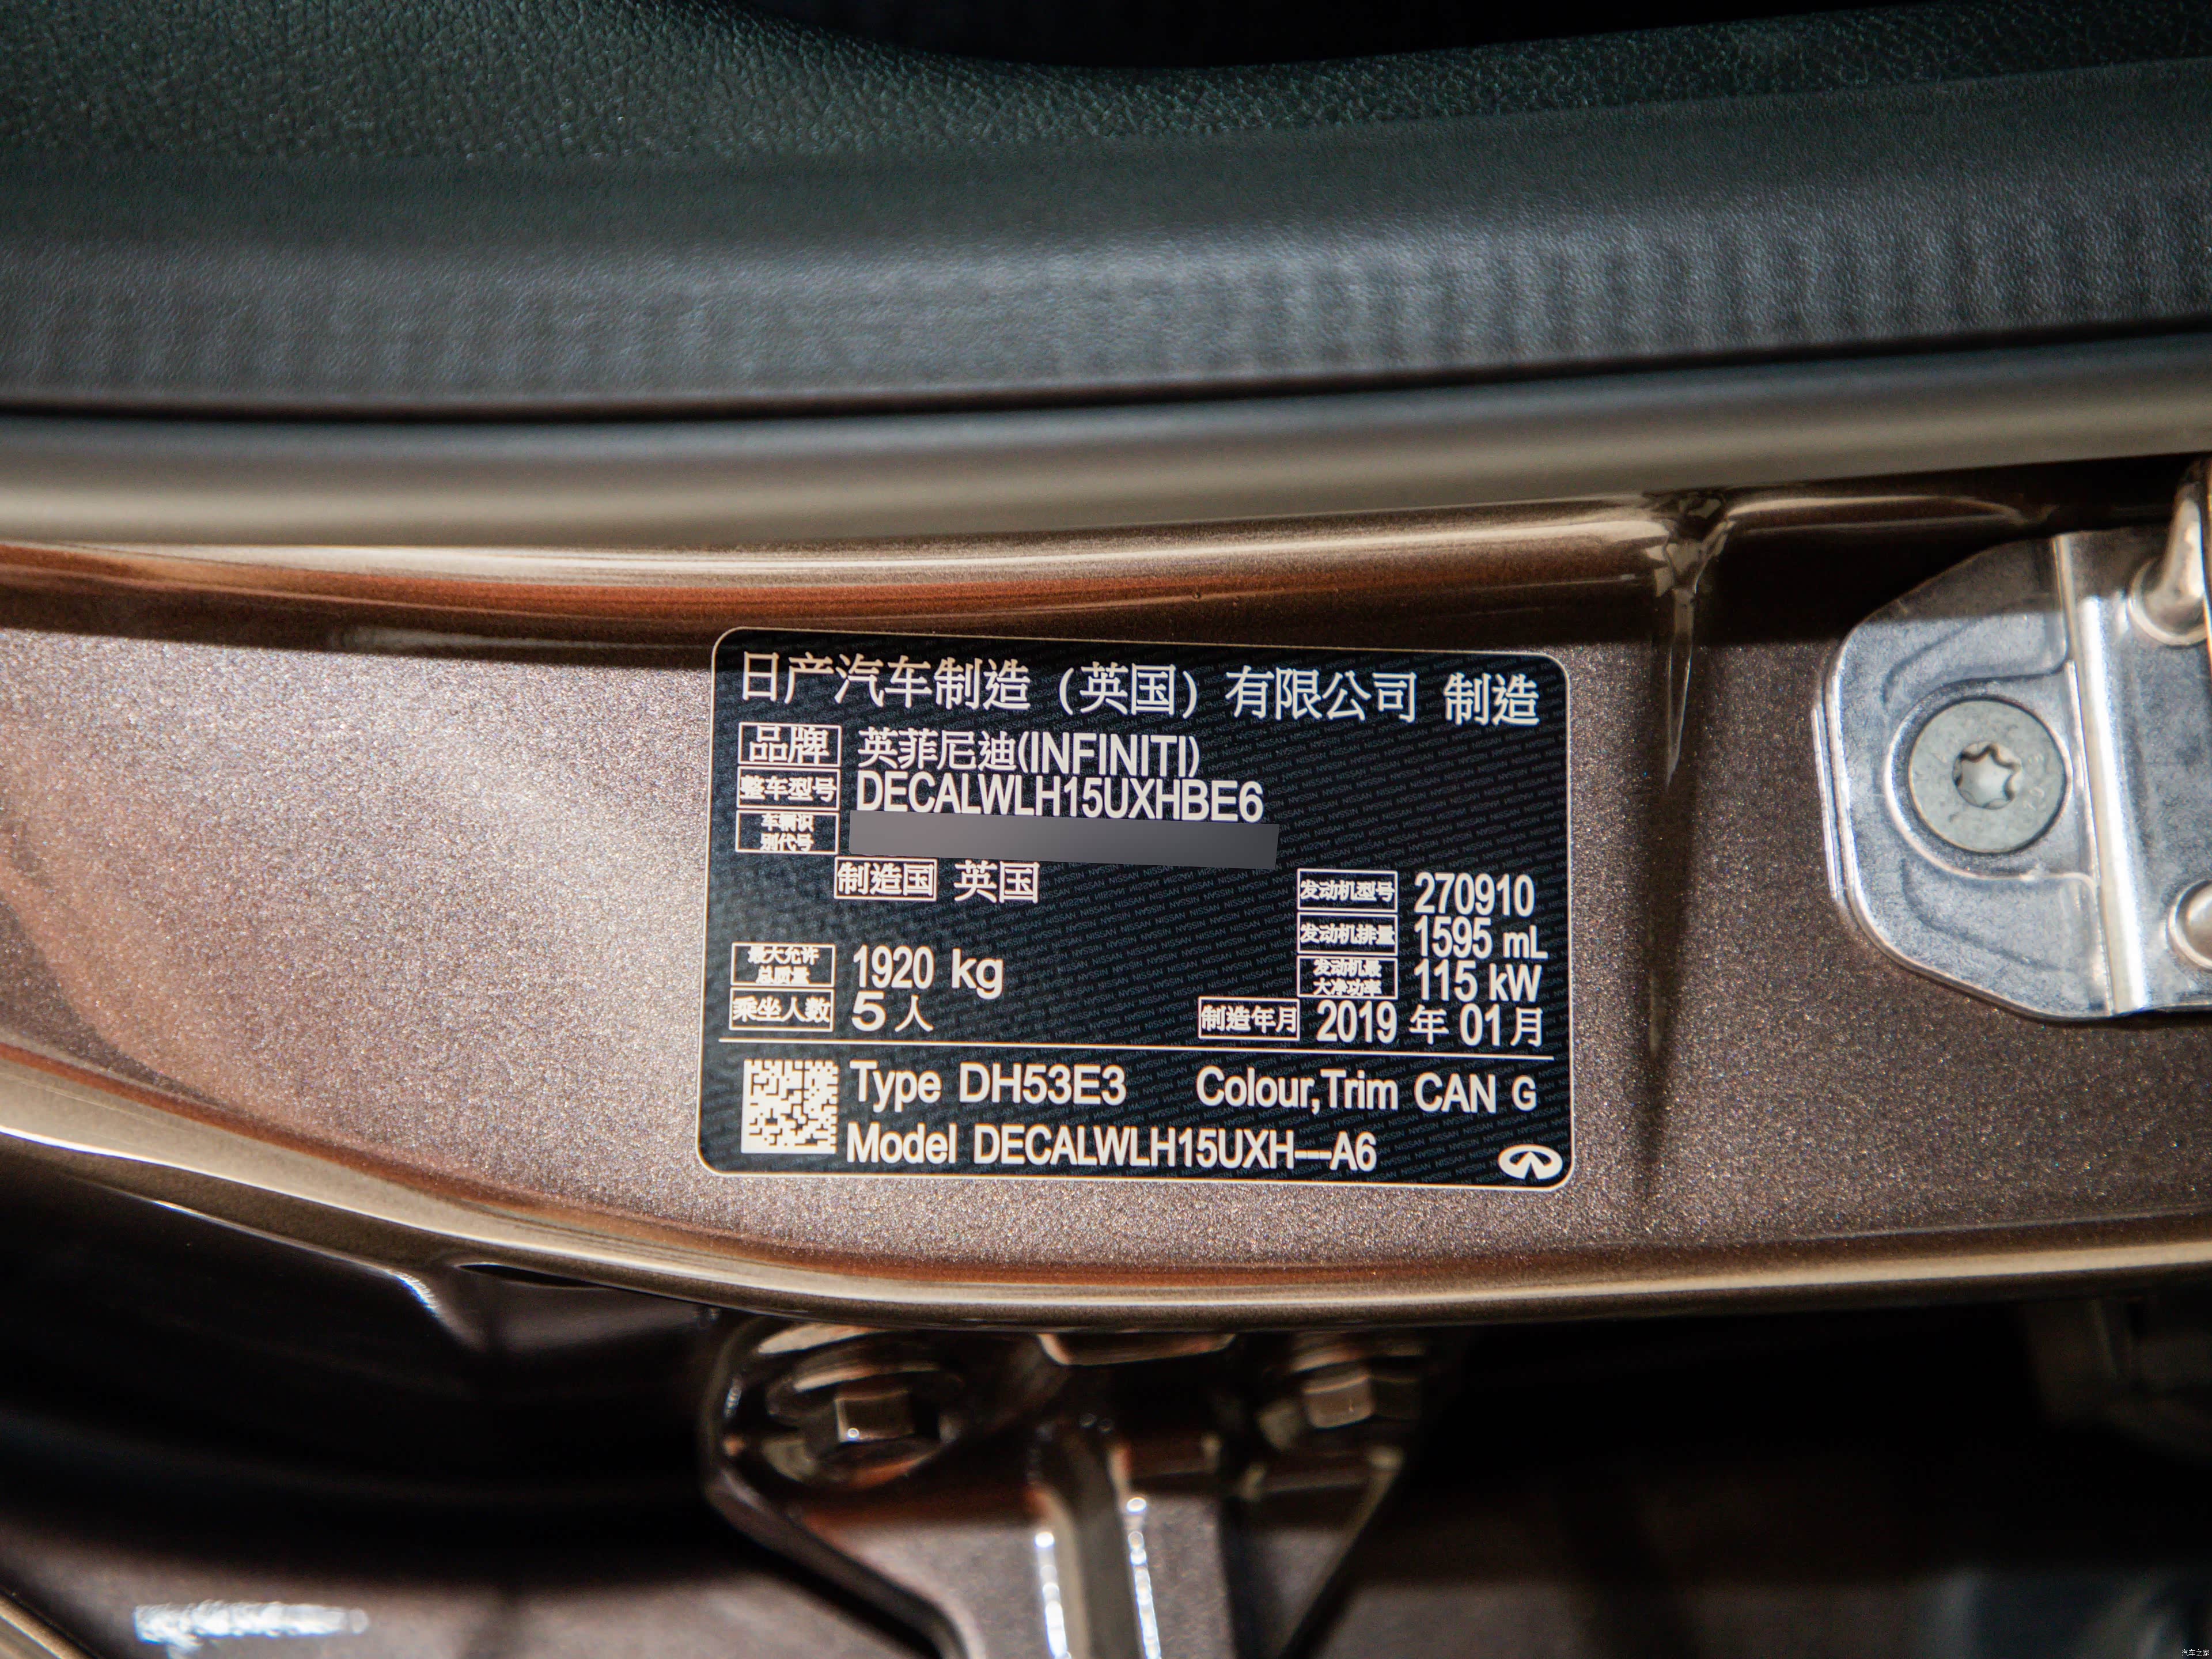 日产汽车制造（英国）有限公司 制造
品牌 英菲尼迪(INFINITI)
整车型号 DECALWLH15UXHBE6
车辆识别代号
制造国 英国
发动机型号 270910
发动机排量 1595 mL
最大允许总质量 1920 kg
发动机最大净功率 115 kW
乘坐人数 5 人
制造年月 2019 年 01 月
Type DH53E3 Colour,Trim CAN G
Model DECALWLH15UXH---A6
汽车之家